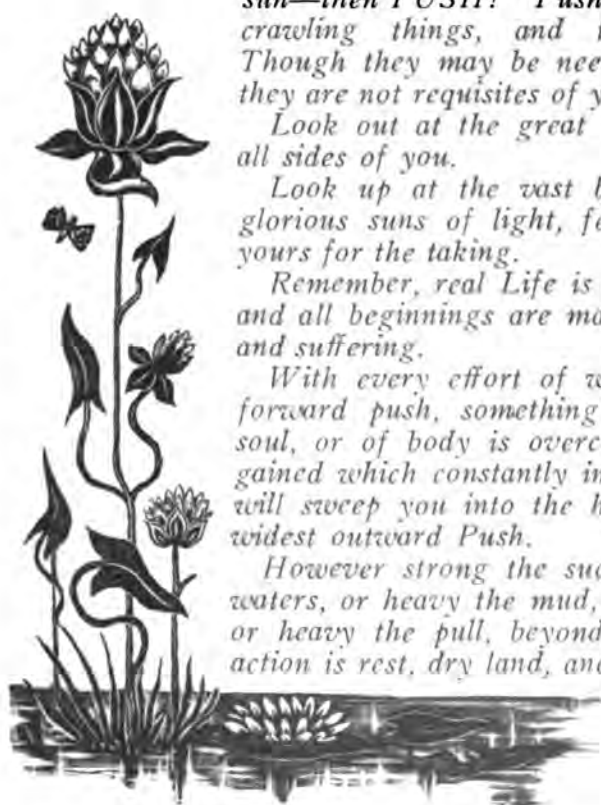 sun—then PUSH! Push
crawling things, and
Though they may be nee
they are not requisites of y
Look out at the great
all sides of you.
Look up at the vast b
glorious suns of light, fe
yours for the taking.
Remember, real Life is
and all beginnings are ma
and suffering.
With every effort of w
forward push, something
soul, or of body is overc
gained which constantly in
will sweep you into the h
widest outward Push.
However strong the suc
waters, or heavy the mud,
or heavy the pull, beyond
action is rest, dry land, and